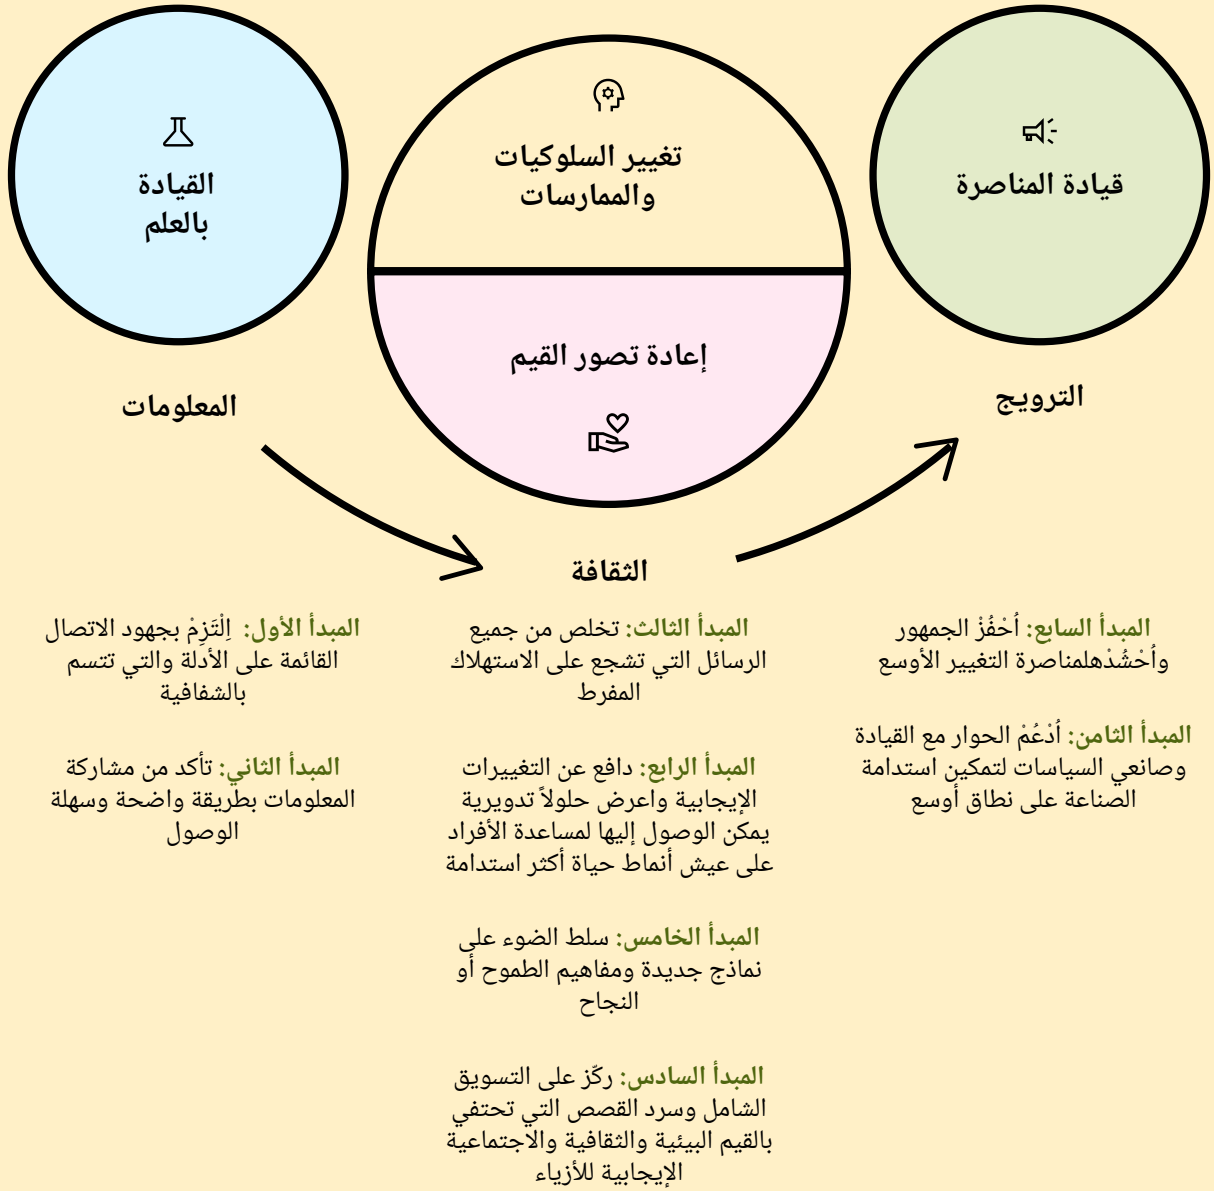 القيادة
بالعلم
تغيير السلوكيات
والممارسات
إعادة تصور القيم
قيادة المناصرة
المعلومات
الثقافة
الترويج
المبدأ الأول: اِلْتَزِمْ بجهود الاتصال
القائمة على الأدلة والتي تتسم
بالشفافية
المبدأ الثاني: تأكد من مشاركة
المعلومات بطريقة واضحة وسهلة
الوصول
المبدأ الثالث: تخلص من جميع
الرسائل التي تشجع على الاستهلاك
المفرط
المبدأ الرابع: دافع عن التغييرات
الإيجابية واعرض حلولاً تدويرية
يمكن الوصول إليها لمساعدة الأفراد
على عيش أنماط حياة أكثر استدامة
المبدأ الخامس: سلط الضوء على
نماذج جديدة ومفاهيم الطموح أو
النجاح
المبدأ السادس: ركّز على التسويق
الشامل وسرد القصص التي تحتفي
بالقيم البيئية والثقافية والاجتماعية
الإيجابية للأزياء
المبدأ السابع: اُحْفُزْ الجمهور
واُحْشُدْهلمناصرة التغيير الأوسع
المبدأ الثامن: اُدْعُمْ الحوار مع القيادة
وصانعي السياسات لتمكين استدامة
الصناعة على نطاق أوسع